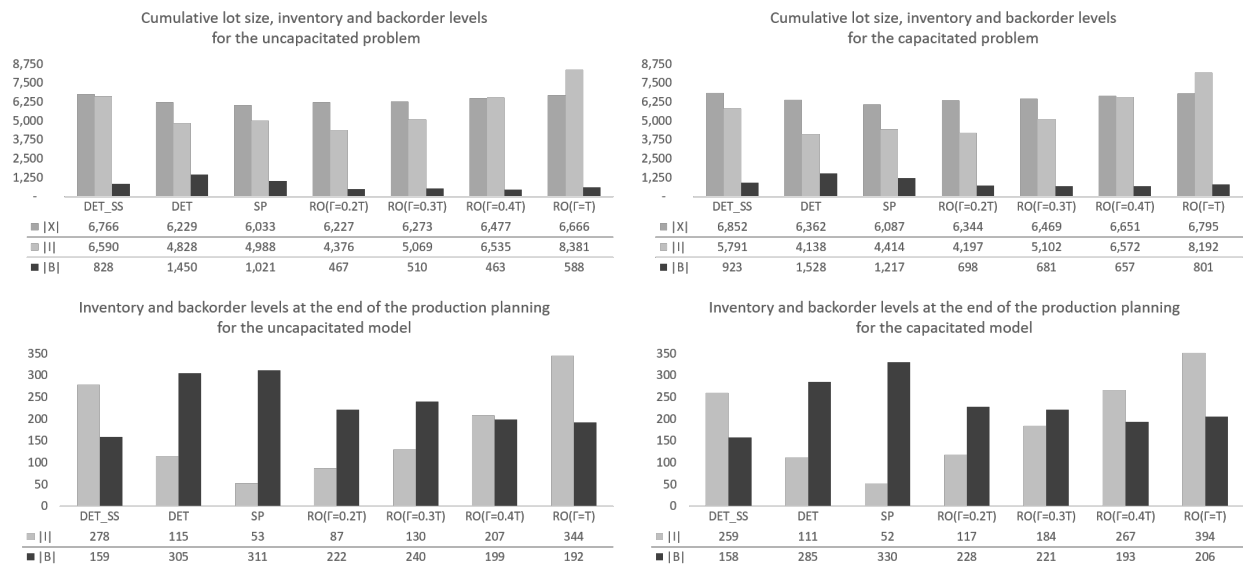 Cumulative lot size, inventory and backorder levels
for the uncapacitated problem
8,750
7,500
6,250
5,000
3,750
2,500
1,250
-
DET_SS DET SP RO(Γ=0.2T) RO(Γ=0.3T) RO(Γ=0.4T) RO(Γ=T)
|X| 6,766 6,229 6,033 6,227 6,273 6,477 6,666
|I| 6,590 4,828 4,988 4,376 5,069 6,535 8,381
|B| 828 1,450 1,021 467 510 463 588
Cumulative lot size, inventory and backorder levels
for the capacitated problem
8,750
7,500
6,250
5,000
3,750
2,500
1,250
-
DET_SS DET SP RO(Γ=0.2T) RO(Γ=0.3T) RO(Γ=0.4T) RO(Γ=T)
|X| 6,852 6,362 6,087 6,344 6,469 6,651 6,795
|I| 5,791 4,138 4,414 4,197 5,102 6,572 8,192
|B| 923 1,528 1,217 698 681 657 801
Inventory and backorder levels at the end of the production planning
for the uncapacitated model
350
300
250
200
150
100
50
0
DET_SS DET SP RO(Γ=0.2T) RO(Γ=0.3T) RO(Γ=0.4T) RO(Γ=T)
|I| 278 115 53 87 130 207 344
|B| 159 305 311 222 240 199 192
Inventory and backorder levels at the end of the production planning
for the capacitated model
350
300
250
200
150
100
50
0
DET_SS DET SP RO(Γ=0.2T) RO(Γ=0.3T) RO(Γ=0.4T) RO(Γ=T)
|I| 259 111 52 117 184 267 394
|B| 158 285 330 228 221 193 206